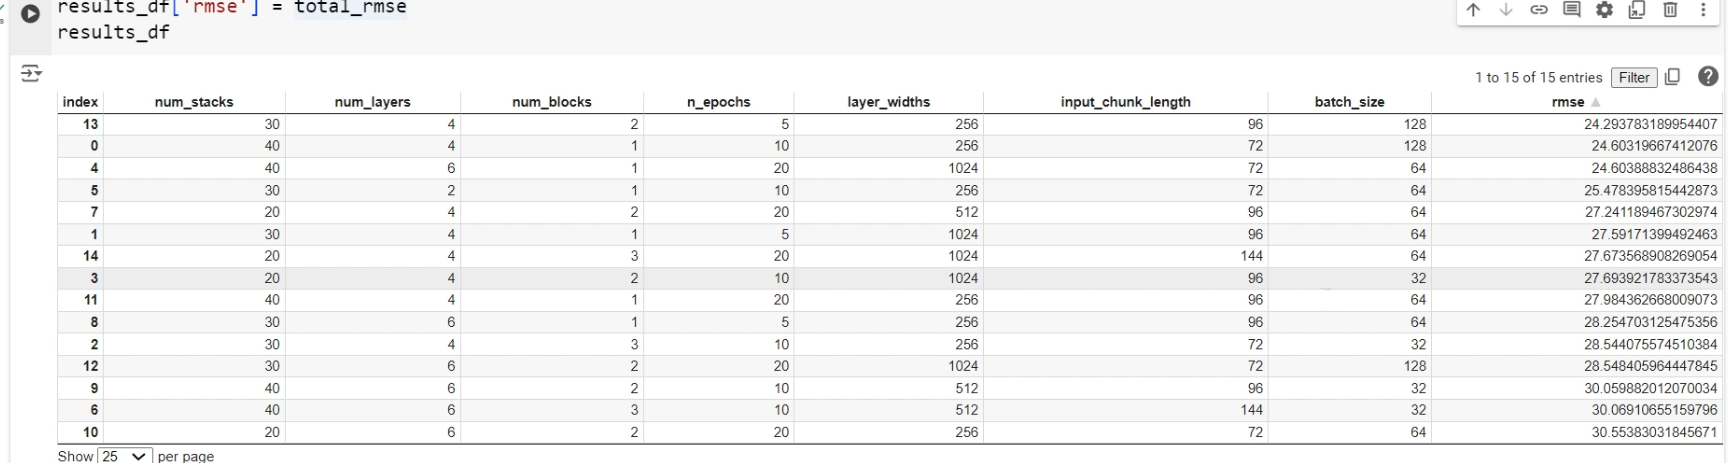 results_df['rmse'] = total_rmse
results_df
1 to 15 of 15 entries Filter ?
index num_stacks num_layers num_blocks n_epochs layer_widths input_chunk_length batch_size rmse
13 30 4 2 5 256 96 128 24.293783189954407
0 40 4 1 10 256 72 128 24.60319667412076
4 40 6 1 20 1024 72 64 24.60388832486438
5 30 2 1 10 256 72 64 25.478395815442873
7 20 4 2 20 512 96 64 27.241189467302974
1 30 4 1 5 1024 96 64 27.59171399492463
14 20 4 3 20 1024 144 64 27.673568908269054
3 20 4 2 10 1024 96 32 27.693921783373543
11 40 4 1 20 256 96 64 27.984362668009073
8 30 6 1 5 256 96 64 28.254703125475356
2 30 4 3 10 256 72 32 28.544075574510384
12 30 6 2 20 1024 72 128 28.548405964447845
9 40 6 2 10 512 96 32 30.059882012070034
6 40 6 3 10 512 144 32 30.06910655159796
10 20 6 2 20 256 72 64 30.55383031845671
Show 25 per page